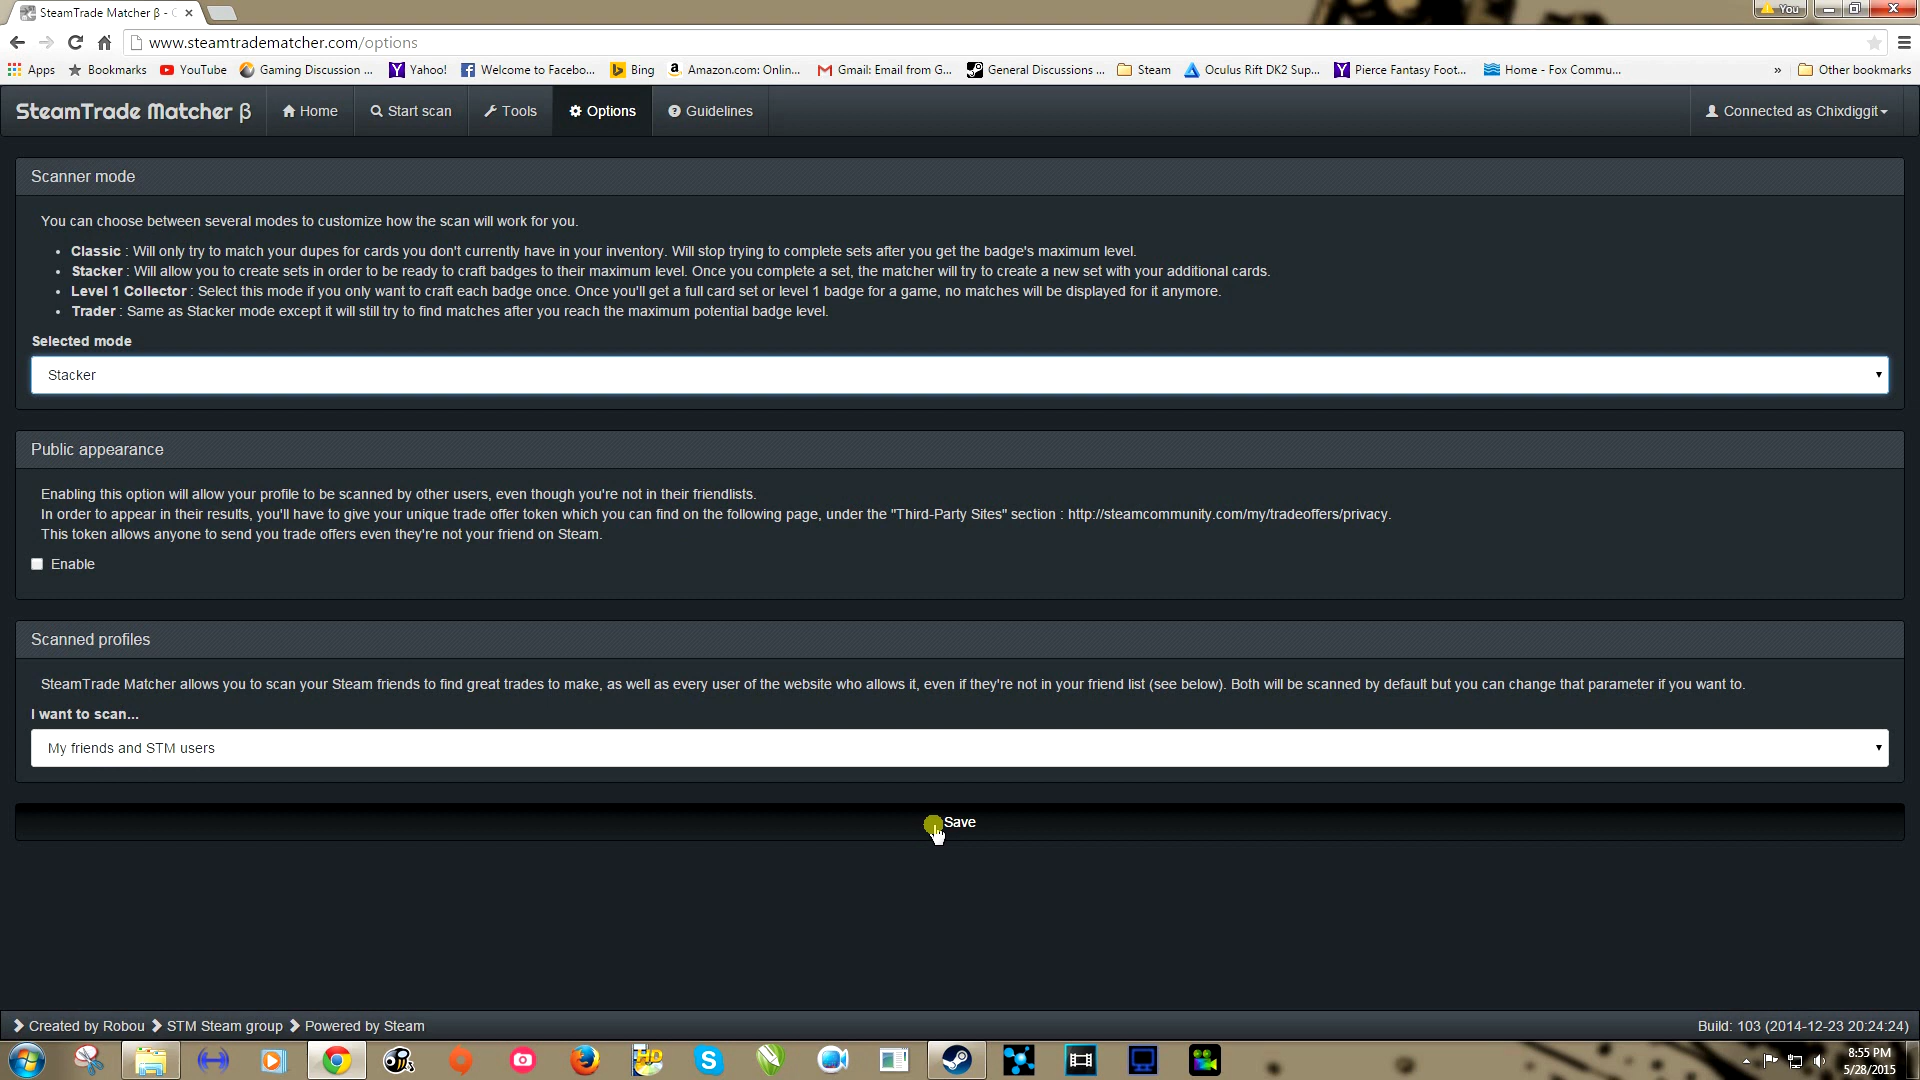 SteamTrade Matcher β - C
You
www.steamtradematcher.com/options
Apps
Bookmarks
YouTube
Gaming Discussion ...
Yahoo!
Welcome to Facebo...
Bing
Amazon.com: Onlin...
Gmail: Email from G...
General Discussions ...
Steam
Oculus Rift DK2 Sup...
Pierce Fantasy Foot...
Home - Fox Commu...
»
Other bookmarks
SteamTrade Matcher β
Home
Start scan
Tools
Options
Guidelines
Connected as Chixdiggit
Scanner mode
You can choose between several modes to customize how the scan will work for you.
• Classic : Will only try to match your dupes for cards you don't currently have in your inventory. Will stop trying to complete sets after you get the badge's maximum level.
• Stacker : Will allow you to create sets in order to be ready to craft badges to their maximum level. Once you complete a set, the matcher will try to create a new set with your additional cards.
• Level 1 Collector : Select this mode if you only want to craft each badge once. Once you'll get a full card set or level 1 badge for a game, no matches will be displayed for it anymore.
• Trader : Same as Stacker mode except it will still try to find matches after you reach the maximum potential badge level.
Selected mode
Stacker
Public appearance
Enabling this option will allow your profile to be scanned by other users, even though you're not in their friendlists.
In order to appear in their results, you'll have to give your unique trade offer token which you can find on the following page, under the "Third-Party Sites" section : http://steamcommunity.com/my/tradeoffers/privacy.
This token allows anyone to send you trade offers even they're not your friend on Steam.
Enable
Scanned profiles
SteamTrade Matcher allows you to scan your Steam friends to find great trades to make, as well as every user of the website who allows it, even if they're not in your friend list (see below). Both will be scanned by default but you can change that parameter if you want to.
I want to scan...
My friends and STM users
Save
Created by Robou
STM Steam group
Powered by Steam
Build: 103 (2014-12-23 20:24:24)
8:55 PM
5/28/2015